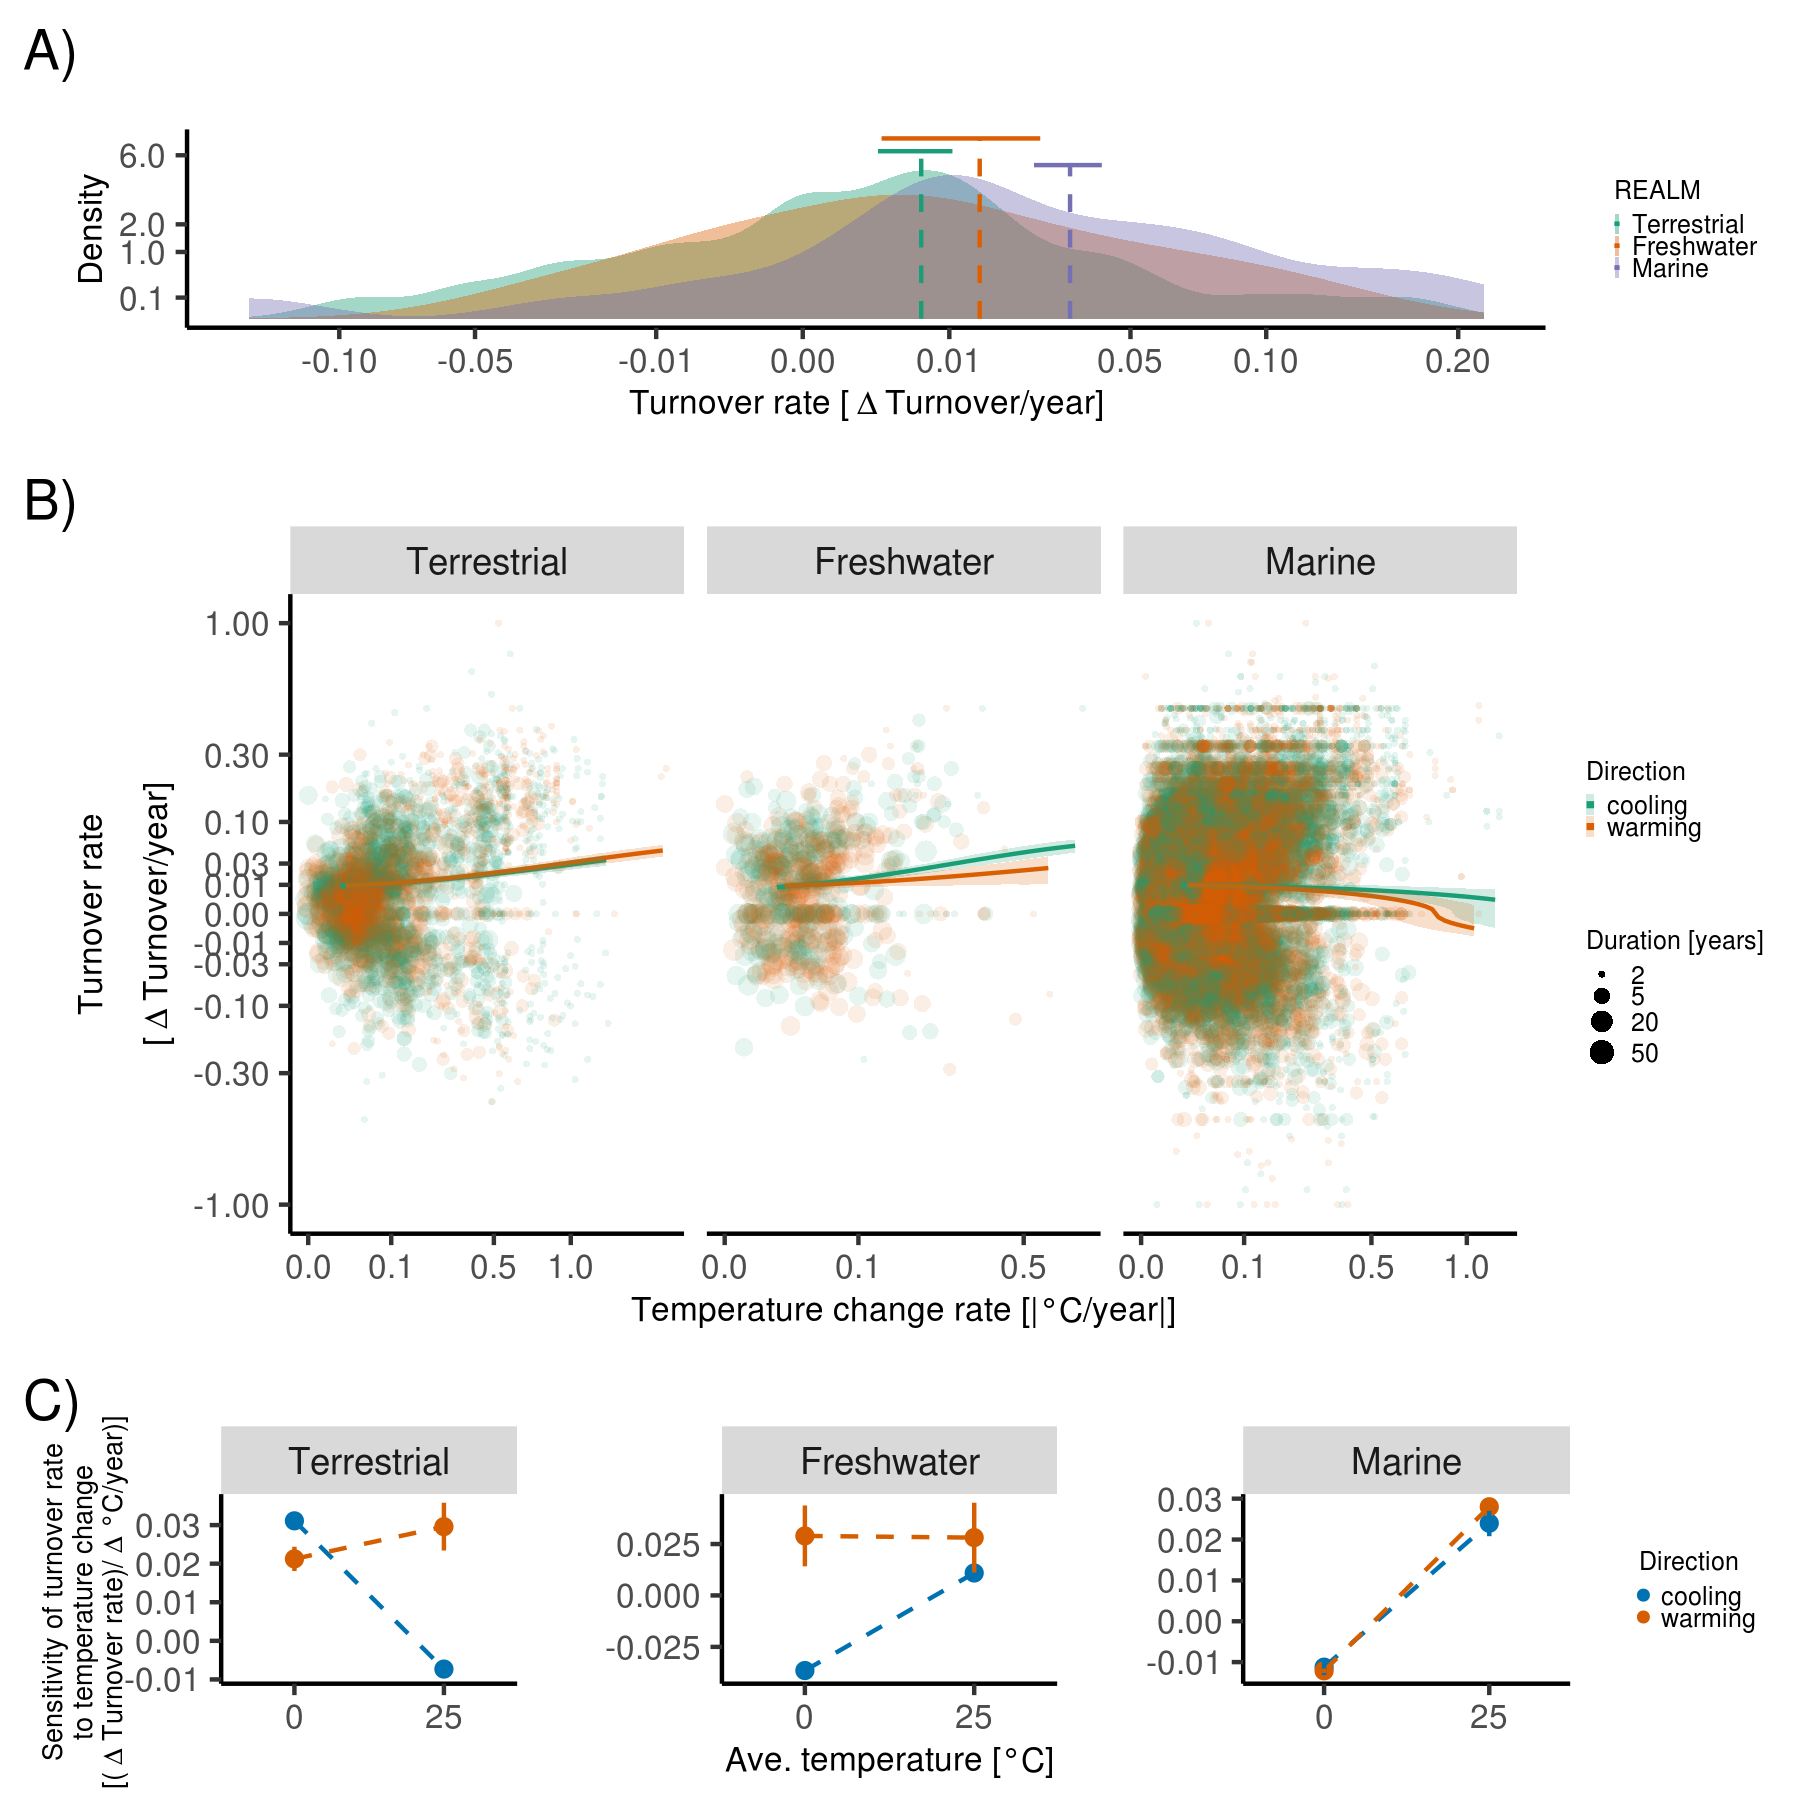 A)
Density
6.0
2.0
1.0
0.1
-0.10 -0.05 -0.01 0.00 0.01 0.05 0.10 0.20
Turnover rate [ Δ Turnover/year]
REALM
Terrestrial
Freshwater
Marine
B)
Terrestrial Freshwater Marine
Turnover rate
[ Δ Turnover/year]
1.00
0.30
0.10
0.03
0.01
0.00
-0.01
-0.03
-0.10
-0.30
-1.00
0.0 0.1 0.5 1.0 0.0 0.1 0.5 0.0 0.1 0.5 1.0
Temperature change rate [|°C/year|]
Direction
cooling
warming
Duration [years]
2
5
20
50
C)
Sensitivity of turnover rate
to temperature change
[( Δ Turnover rate)/ Δ °C/year)]
Terrestrial
0.03
0.02
0.01
0.00
-0.01
0 25
Freshwater
0.025
0.000
-0.025
0 25
Marine
0.03
0.02
0.01
0.00
-0.01
0 25
Ave. temperature [°C]
Direction
cooling
warming